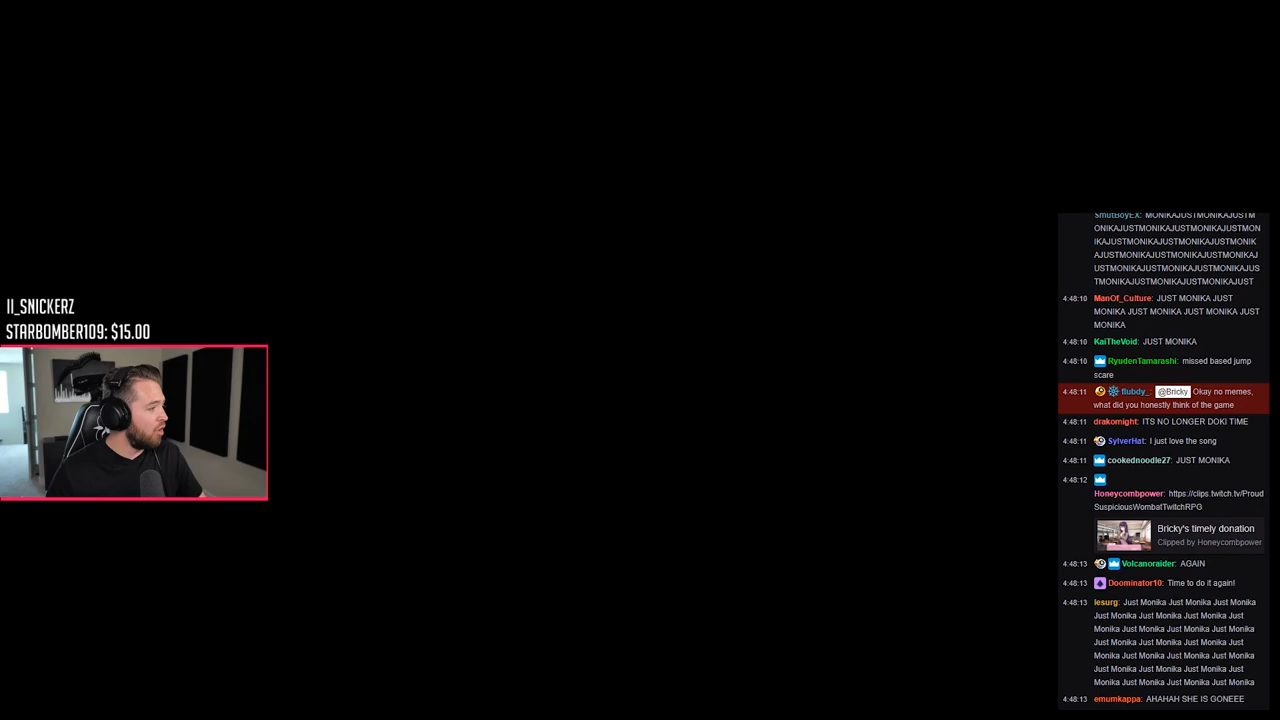 SmutBoyEX: MONIKAJUSTMONIKAJUSTM
ONIKAJUSTMONIKAJUSTMONIKAJUSTMON
IKAJUSTMONIKAJUSTMONIKAJUSTMONIK
AJUSTMONIKAJUSTMONIKAJUSTMONIKAJ
USTMONIKAJUSTMONIKAJUSTMONIKAJUS
TMONIKAJUSTMONIKAJUSTMONIKAJUST
4:48:10 ManOf_Culture: JUST MONIKA JUST
MONIKA JUST MONIKA JUST MONIKA JUST
MONIKA
4:48:10 KaiTheVoid: JUST MONIKA
4:48:10 RyudenTamarashi: missed based jump
scare
4:48:11 flubdy_: @Bricky Okay no memes,
what did you honestly think of the game
4:48:11 drakomight: ITS NO LONGER DOKI TIME
4:48:11 SylverHat: I just love the song
4:48:11 cookednoodle27: JUST MONIKA
4:48:12
Honeycombpower: https://clips.twitch.tv/Proud
SuspiciousWombatTwitchRPG
Bricky's timely donation
Clipped by Honeycombpower
4:48:13 Volcanoraider: AGAIN
4:48:13 Doominator10: Time to do it again!
4:48:13 lesurg: Just Monika Just Monika Just Monika
Just Monika Just Monika Just Monika Just
Monika Just Monika Just Monika Just Monika
Just Monika Just Monika Just Monika Just
Monika Just Monika Just Monika Just Monika
Just Monika Just Monika Just Monika Just
Monika Just Monika Just Monika Just Monika
4:48:13 emumkappa: AHAHAH SHE IS GONEEE
II_SNICKERZ
STARBOMBER109: $15.00